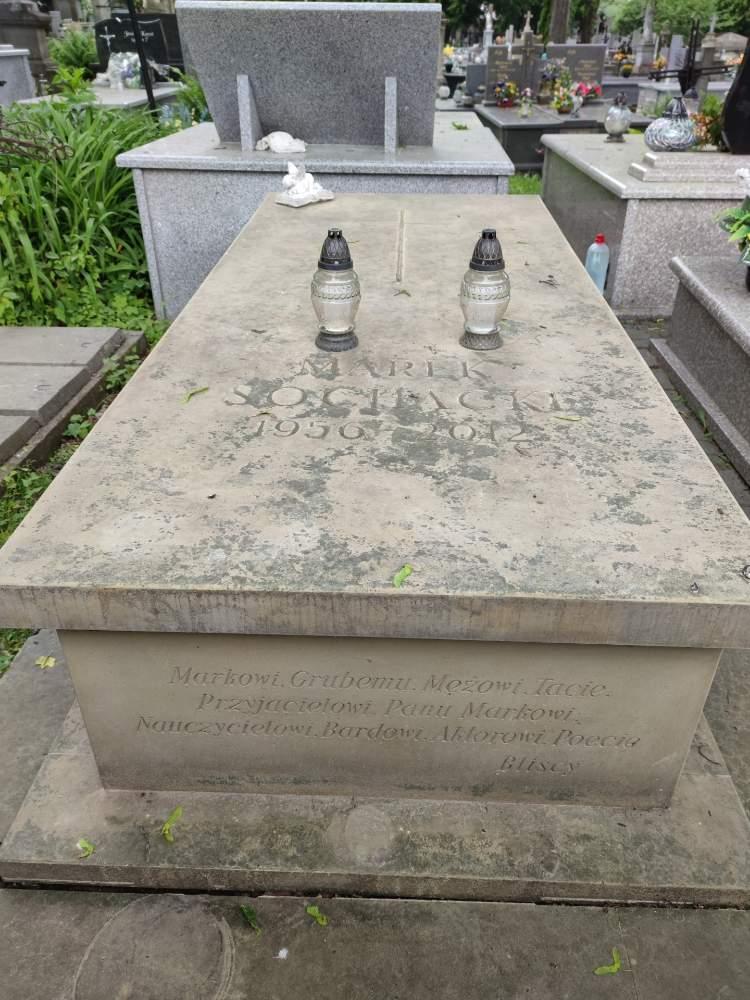 MAREK
SOCHACKI
1956 - 2012
Markowi, Grubemu, Mężowi, Tacie,
Przyjacielowi, Panu Markowi,
Nauczycielowi, Bardowi, Aktorowi, Poecie
Bliscy